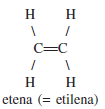 H H
\ /
C=C
/ \
H H
etena (= etilena)